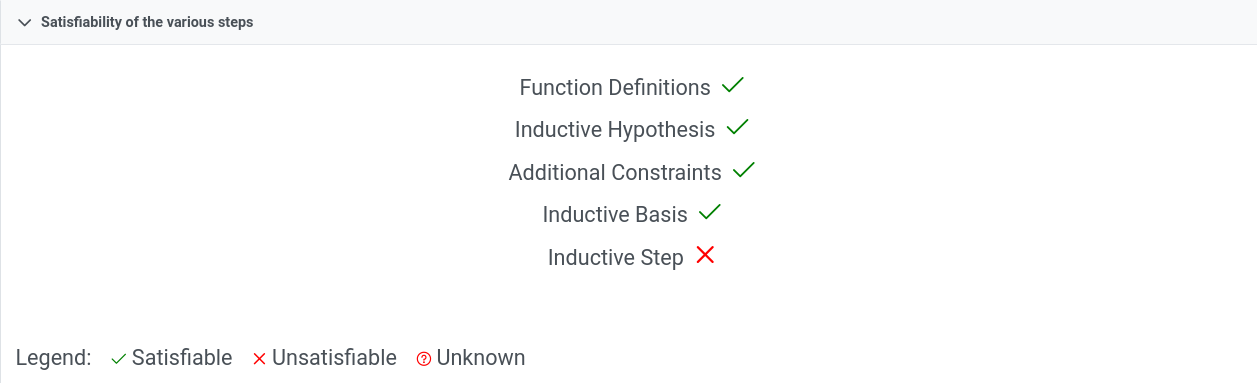 Satisfiability of the various steps
Function Definitions
Inductive Hypothesis
Additional Constraints
Inductive Basis
Inductive Step
Legend: Satisfiable Unsatisfiable Unknown